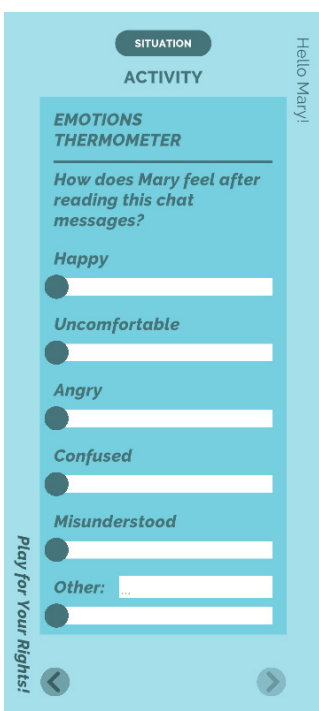 SITUATION
ACTIVITY
Hello Mary!
EMOTIONS
THERMOMETER
How does Mary feel after
reading this chat
messages?
Happy
Uncomfortable
Angry
Confused
Misunderstood
Other: ...
Play for Your Rights!